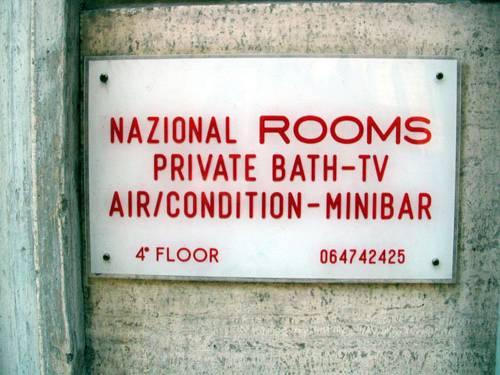 NAZIONAL ROOMS
PRIVATE BATH-TV
AIR/CONDITION-MINIBAR
4° FLOOR 064742425